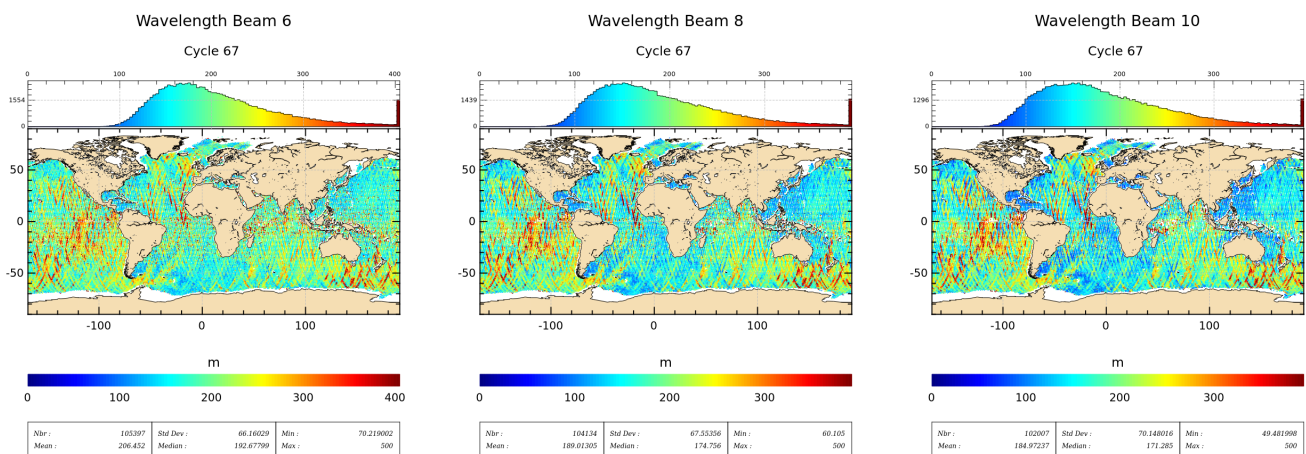 Wavelength Beam 6
Cycle 67
0 100 200 300 400
1554
0
50
0
-50
-100 0 100
m
0 100 200 300 400
Nbr : 105397 Std Dev : 66.16029 Min : 70.219002
Mean : 206.452 Median : 192.67799 Max : 500
Wavelength Beam 8
Cycle 67
0 100 200 300
1439
0
50
0
-50
-100 0 100
m
0 100 200 300
Nbr : 104134 Std Dev : 67.55356 Min : 60.105
Mean : 189.01305 Median : 174.756 Max : 500
Wavelength Beam 10
Cycle 67
0 100 200 300
1296
0
50
0
-50
-100 0 100
m
0 100 200 300
Nbr : 102007 Std Dev : 70.148016 Min : 49.481998
Mean : 184.97237 Median : 171.285 Max : 500